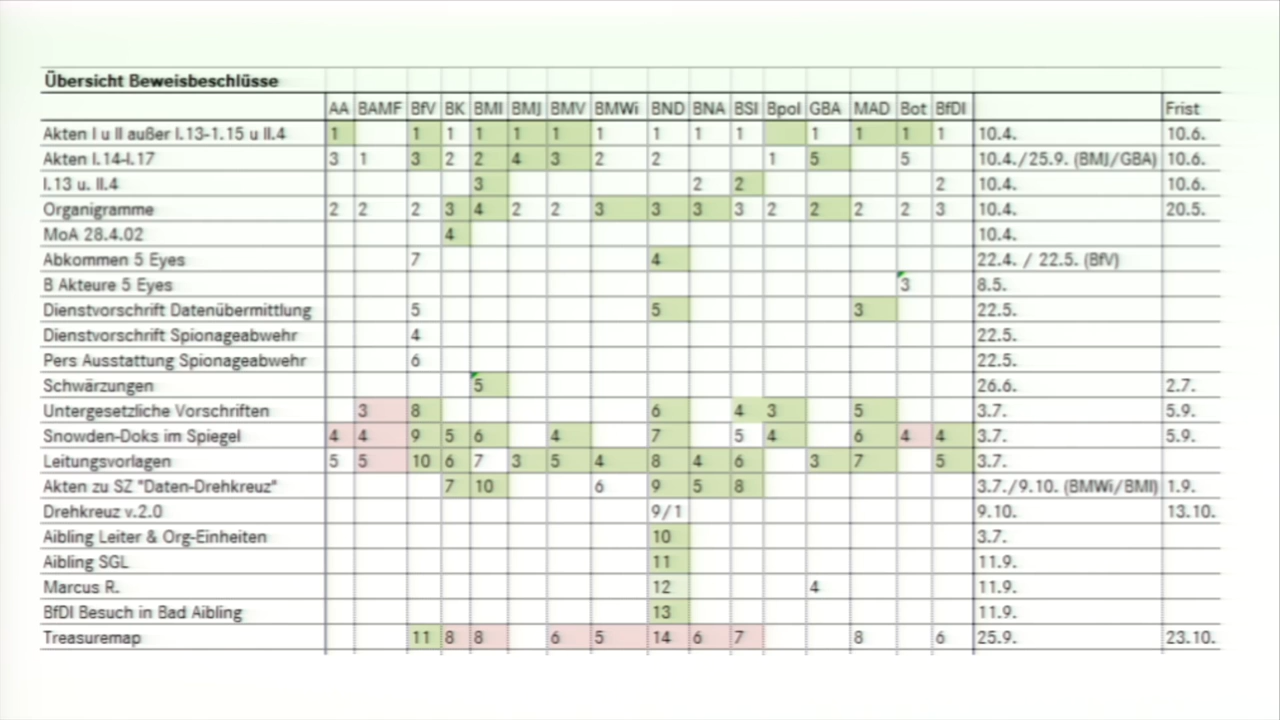 Übersicht Beweisbeschlüsse
AA BAMF BfV BK BMI BMJ BMV BMWi BND BNA BSI Bpol GBA MAD Bot BfDI Frist
Akten I u II außer I.13-1.15 u II.4 1 1 1 1 1 1 1 1 1 1 1 1 1 1 10.4. 10.6.
Akten I.14-I.17 3 1 3 2 2 4 3 2 2 1 5 5 10.4./25.9. (BMJ/GBA) 10.6.
I.13 u. II.4 3 2 2 2 10.4. 10.6.
Organigramme 2 2 2 3 4 2 2 3 3 3 3 2 2 2 2 3 10.4. 20.5.
MoA 28.4.02 4 10.4.
Abkommen 5 Eyes 7 4 22.4. / 22.5. (BfV)
B Akteure 5 Eyes 3 8.5.
Dienstvorschrift Datenübermittlung 5 5 3 22.5.
Dienstvorschrift Spionageabwehr 4 22.5.
Pers Ausstattung Spionageabwehr 6 22.5.
Schwärzungen 5 26.6. 2.7.
Untergesetzliche Vorschriften 3 8 6 4 3 5 3.7. 5.9.
Snowden-Doks im Spiegel 4 4 9 5 6 4 7 5 4 6 4 4 3.7. 5.9.
Leitungsvorlagen 5 5 10 6 7 3 5 4 8 4 6 3 7 5 3.7.
Akten zu SZ "Daten-Drehkreuz" 7 10 6 9 5 8 3.7./9.10. (BMWi/BMI) 1.9.
Drehkreuz v.2.0 9/1 9.10. 13.10.
Aibling Leiter & Org-Einheiten 10 3.7.
Aibling SGL 11 11.9.
Marcus R. 12 4 11.9.
BfDI Besuch in Bad Aibling 13 11.9.
Treasuremap 11 8 8 6 5 14 6 7 8 6 25.9. 23.10.